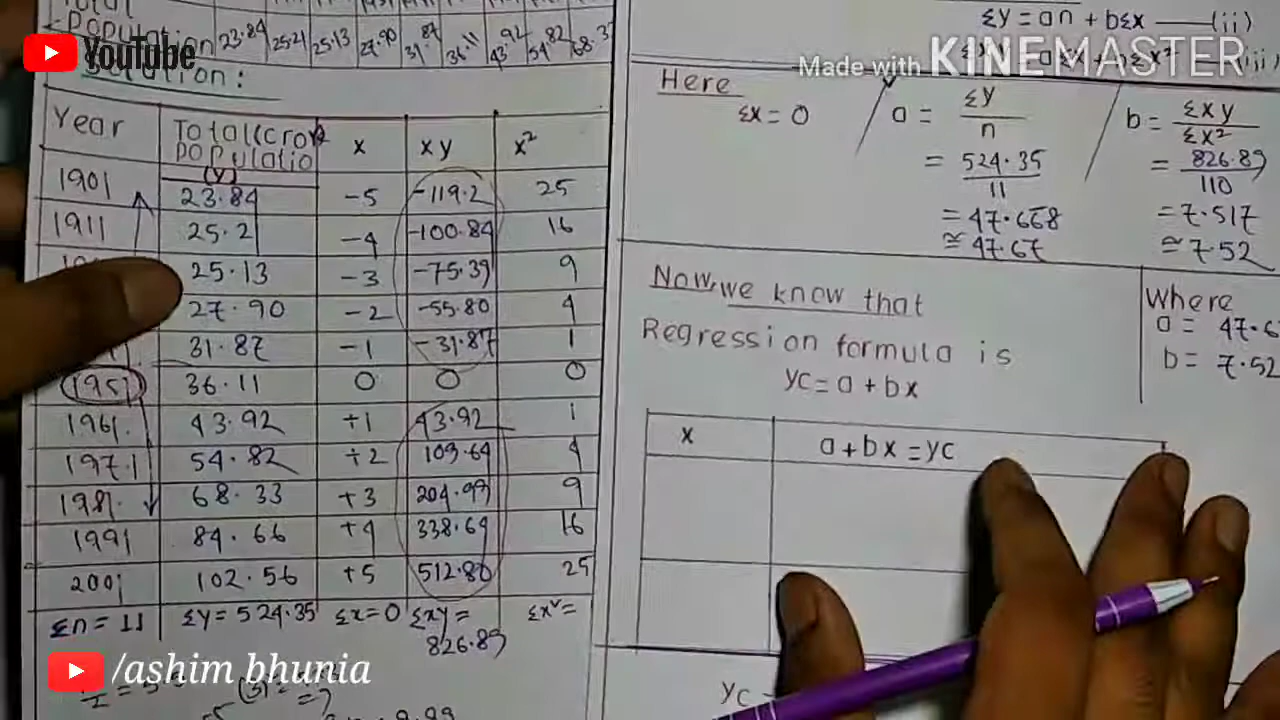 Total
Population 23.84 25.21 25.13 27.90 31.87 36.11 43.92 54.82 68.3
YouTube
Solution:
Made with KINEMASTER
Σy = an + bΣx —(ii)
Year Total(crore population (y) x xy x²
1901 23.84 -5 -119.2 25
1911 25.21 -4 -100.84 16
25.13 -3 -75.39 9
27.90 -2 -55.80 4
31.87 -1 -31.87 1
1951 36.11 0 0 0
1961. 43.92 +1 43.92 1
1971 54.82 +2 109.64 4
1981. 68.33 +3 204.99 9
1991 84.66 +4 338.64 16
2001 102.56 +5 512.80 25
Σn = 11 Σy = 524.35 Σx=0 Σxy = 826.89 Σx²=
/ashim bhunia
Here
Σx = 0
a = Σy / n
= 524.35 / 11
= 47.668
≅ 47.67
b = Σxy / Σx²
= 826.89 / 110
= 7.517
≅ 7.52
Now, we know that
Regression formula is
yc = a + bx
Where
a = 47.6
b = 7.52
x a + bx = yc
yc